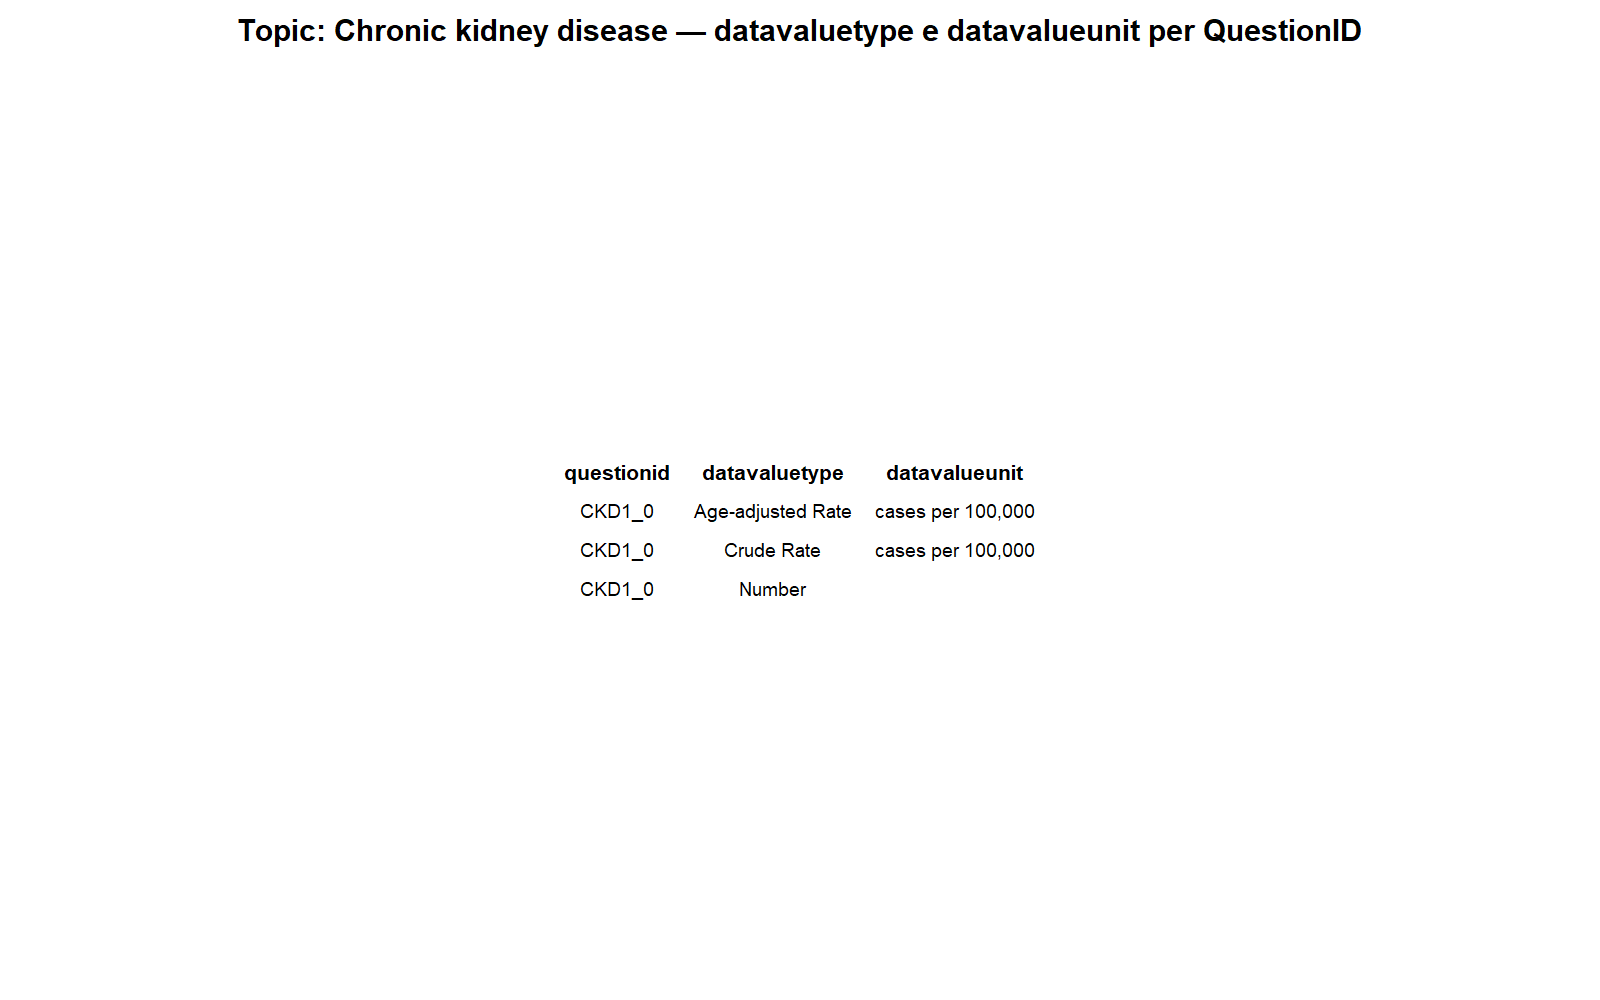 Topic: Chronic kidney disease — datavaluetype e datavalueunit per QuestionID
questionid datavaluetype datavalueunit
CKD1_0 Age-adjusted Rate cases per 100,000
CKD1_0 Crude Rate cases per 100,000
CKD1_0 Number